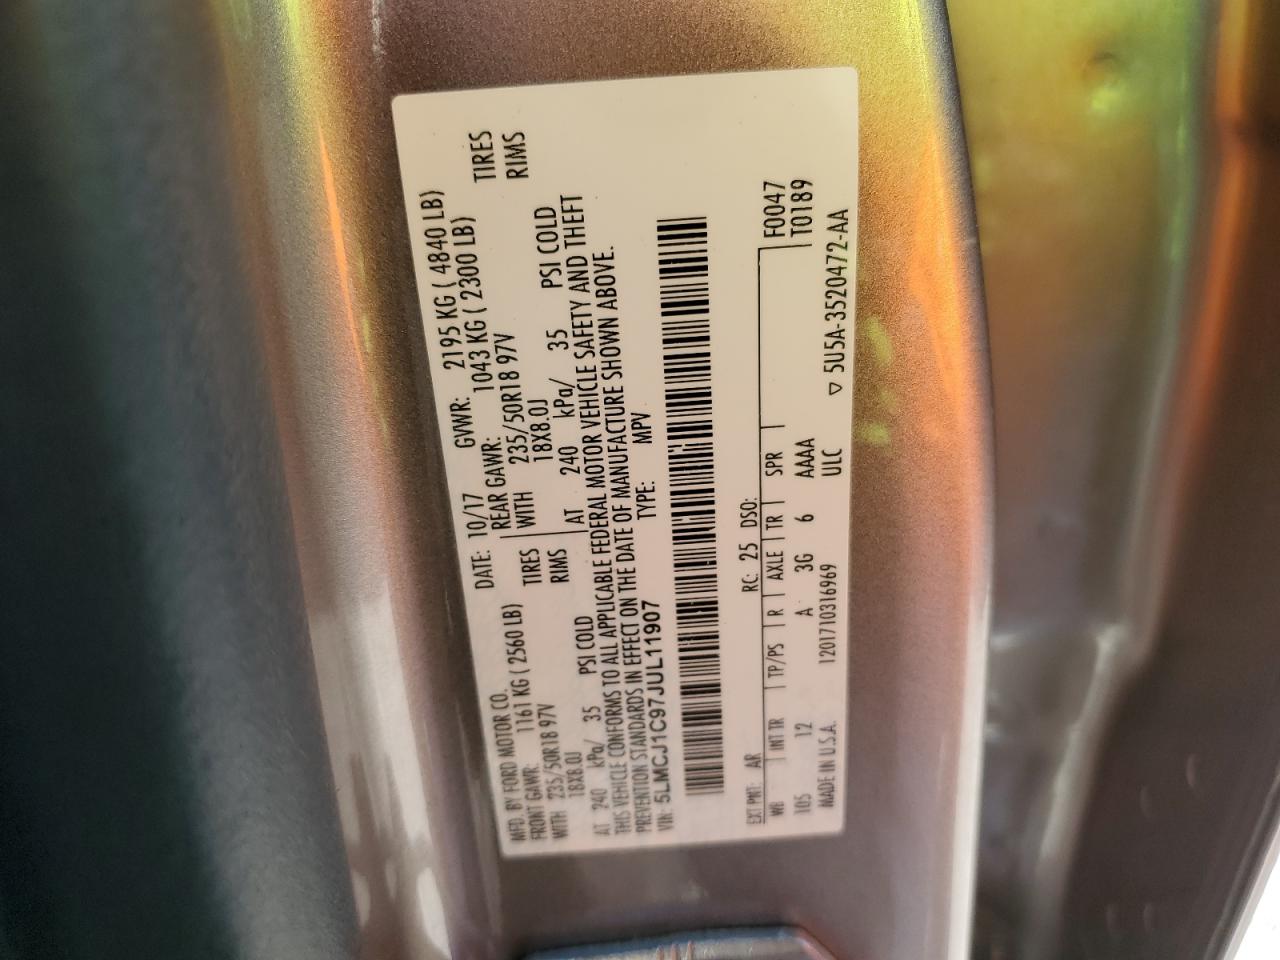 MFD. BY FORD MOTOR CO.
DATE: 10/17 GVWR: 2195 KG ( 4840 LB)
FRONT GAWR: 1161 KG ( 2560 LB)
REAR GAWR: 1043 KG ( 2300 LB)
WITH 235/50R18 97V TIRES
WITH 235/50R18 97V TIRES
18X8.0J RIMS
18X8.0J RIMS
AT 240 kPa/ 35 PSI COLD
AT 240 kPa/ 35 PSI COLD
THIS VEHICLE CONFORMS TO ALL APPLICABLE FEDERAL MOTOR VEHICLE SAFETY AND THEFT
PREVENTION STANDARDS IN EFFECT ON THE DATE OF MANUFACTURE SHOWN ABOVE.
VIN: 5LMCJ1C97JUL11907 TYPE: MPV
EXT PNT: AR RC: 25 DSO: F0047
T0189
WB INT TR TP/PS R AXLE TR SPR
105 12 A 3G 6 AAAA
ULC
MADE IN U.S.A. 1201710316969 ▽ 5U5A-3520472-AA